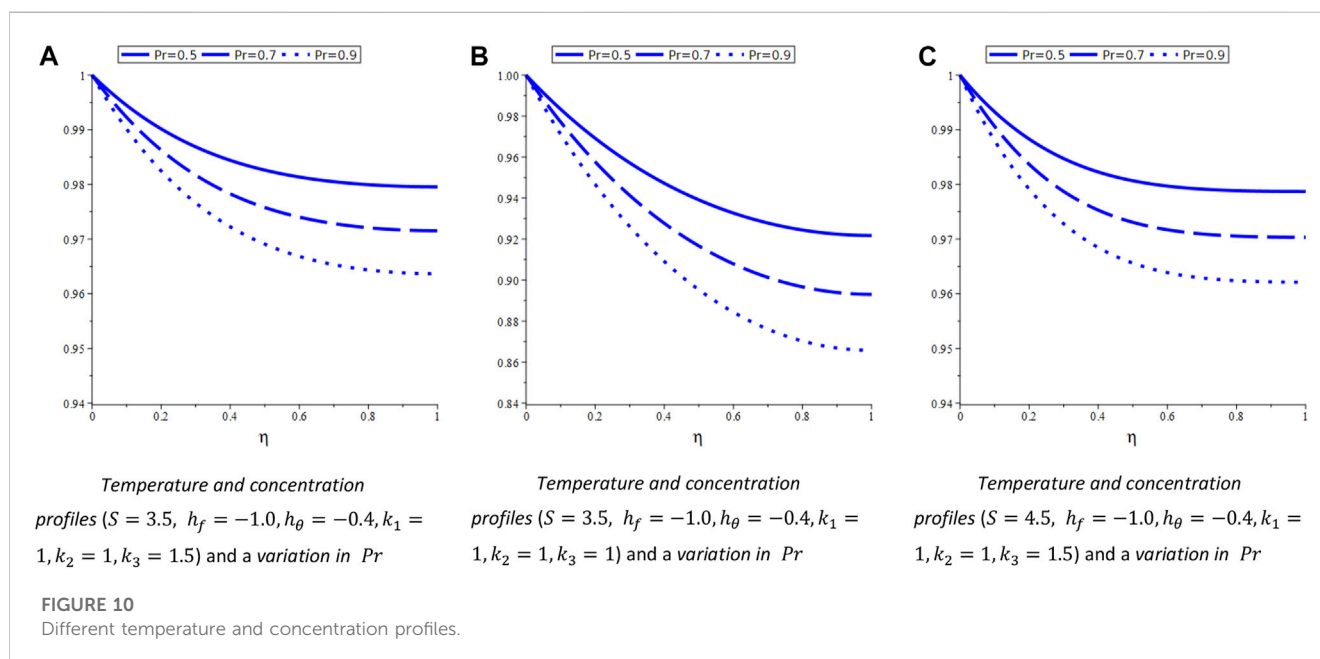 A
Pr=0.5 Pr=0.7 Pr=0.9
1
0.99
0.98
0.97
0.96
0.95
0.94
0 0.2 0.4 0.6 0.8 1
η
Temperature and concentration
profiles (S = 3.5, h_f = −1.0, h_θ = −0.4, k_1 =
1, k_2 = 1, k_3 = 1.5) and a variation in Pr
B
Pr=0.5 Pr=0.7 Pr=0.9
1.00
0.98
0.96
0.94
0.92
0.90
0.88
0.86
0.84
0 0.2 0.4 0.6 0.8 1
η
Temperature and concentration
profiles (S = 3.5, h_f = −1.0, h_θ = −0.4, k_1 =
1, k_2 = 1, k_3 = 1) and a variation in Pr
C
Pr=0.5 Pr=0.7 Pr=0.9
1
0.99
0.98
0.97
0.96
0.95
0.94
0 0.2 0.4 0.6 0.8 1
η
Temperature and concentration
profiles (S = 4.5, h_f = −1.0, h_θ = −0.4, k_1 =
1, k_2 = 1, k_3 = 1.5) and a variation in Pr
FIGURE 10
Different temperature and concentration profiles.